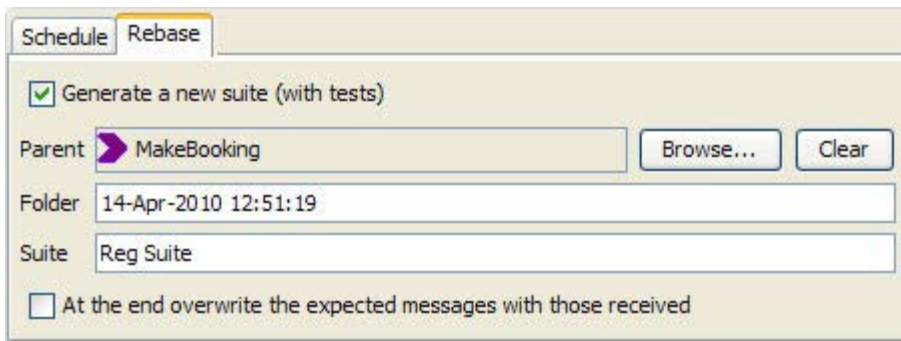 Schedule Rebase
Generate a new suite (with tests)
Parent MakeBooking Browse... Clear
Folder 14-Apr-2010 12:51:19
Suite Reg Suite
At the end overwrite the expected messages with those received